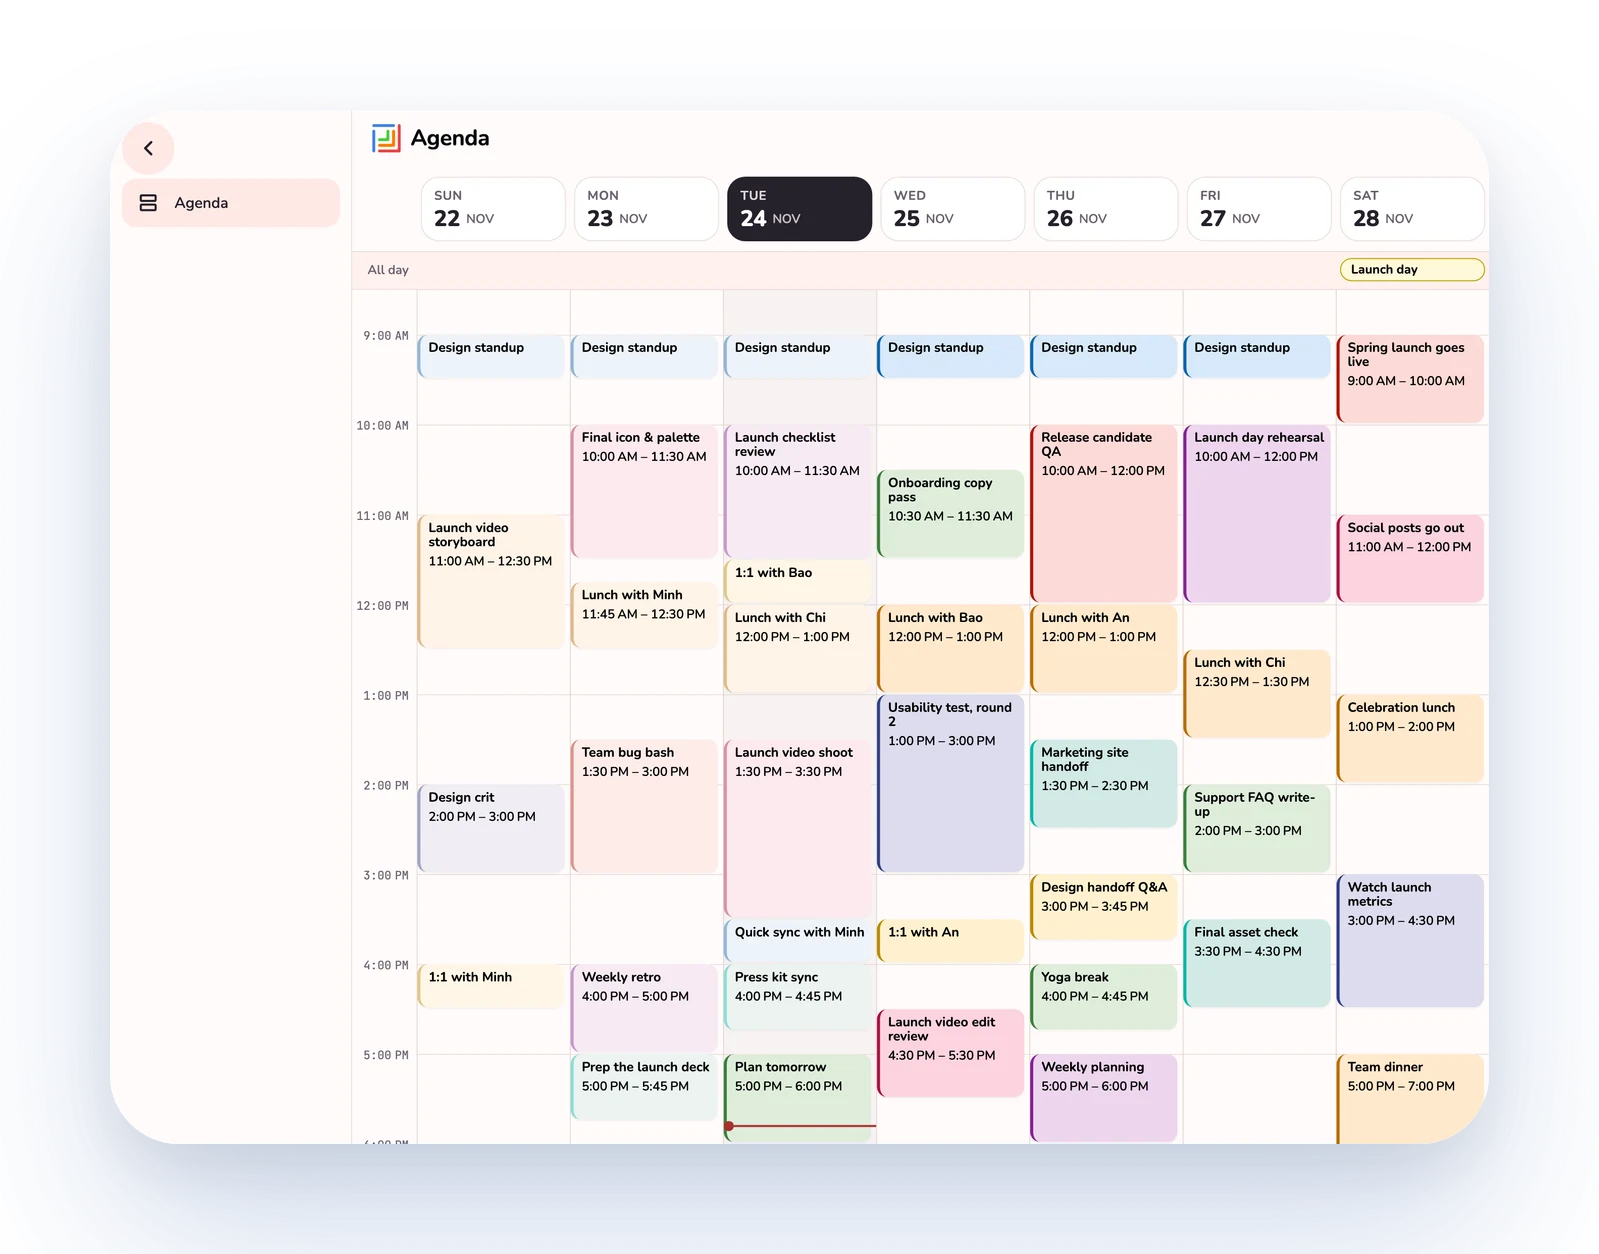 Agenda
Agenda
SUN
22 NOV
MON
23 NOV
TUE
24 NOV
WED
25 NOV
THU
26 NOV
FRI
27 NOV
SAT
28 NOV
All day
Launch day
9:00 AM
10:00 AM
11:00 AM
12:00 PM
1:00 PM
2:00 PM
3:00 PM
4:00 PM
5:00 PM
Design standup
Launch video
storyboard
11:00 AM – 12:30 PM
Design crit
2:00 PM – 3:00 PM
1:1 with Minh
Design standup
Final icon & palette
10:00 AM – 11:30 AM
Lunch with Minh
11:45 AM – 12:30 PM
Team bug bash
1:30 PM – 3:00 PM
Weekly retro
4:00 PM – 5:00 PM
Prep the launch deck
5:00 PM – 5:45 PM
Design standup
Launch checklist
review
10:00 AM – 11:30 AM
1:1 with Bao
Lunch with Chi
12:00 PM – 1:00 PM
Launch video shoot
1:30 PM – 3:30 PM
Quick sync with Minh
Press kit sync
4:00 PM – 4:45 PM
Plan tomorrow
5:00 PM – 6:00 PM
Design standup
Onboarding copy
pass
10:30 AM – 11:30 AM
Lunch with Bao
12:00 PM – 1:00 PM
Usability test, round
2
1:00 PM – 3:00 PM
1:1 with An
Launch video edit
review
4:30 PM – 5:30 PM
Design standup
Release candidate
QA
10:00 AM – 12:00 PM
Lunch with An
12:00 PM – 1:00 PM
Marketing site
handoff
1:30 PM – 2:30 PM
Design handoff Q&A
3:00 PM – 3:45 PM
Yoga break
4:00 PM – 4:45 PM
Weekly planning
5:00 PM – 6:00 PM
Design standup
Launch day rehearsal
10:00 AM – 12:00 PM
Lunch with Chi
12:30 PM – 1:30 PM
Support FAQ write-
up
2:00 PM – 3:00 PM
Final asset check
3:30 PM – 4:30 PM
Spring launch goes
live
9:00 AM – 10:00 AM
Social posts go out
11:00 AM – 12:00 PM
Celebration lunch
1:00 PM – 2:00 PM
Watch launch
metrics
3:00 PM – 4:30 PM
Team dinner
5:00 PM – 7:00 PM